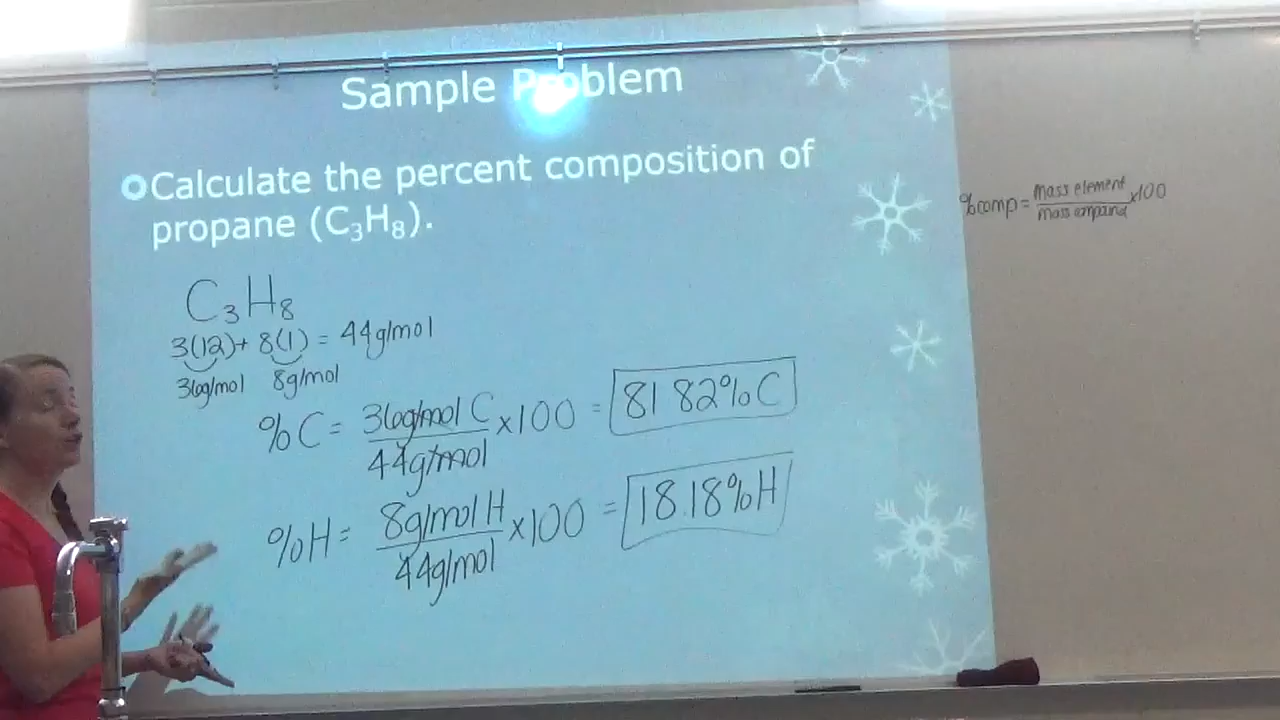 Sample Problem
Calculate the percent composition of
propane (C₃H₈).
%comp = mass element / mass compound x100
C₃H₈
3(12) + 8(1) = 44g/mol
36g/mol 8g/mol
%C = 36g/mol C / 44g/mol x100 = 81.82%C
%H = 8g/mol H / 44g/mol x100 = 18.18%H